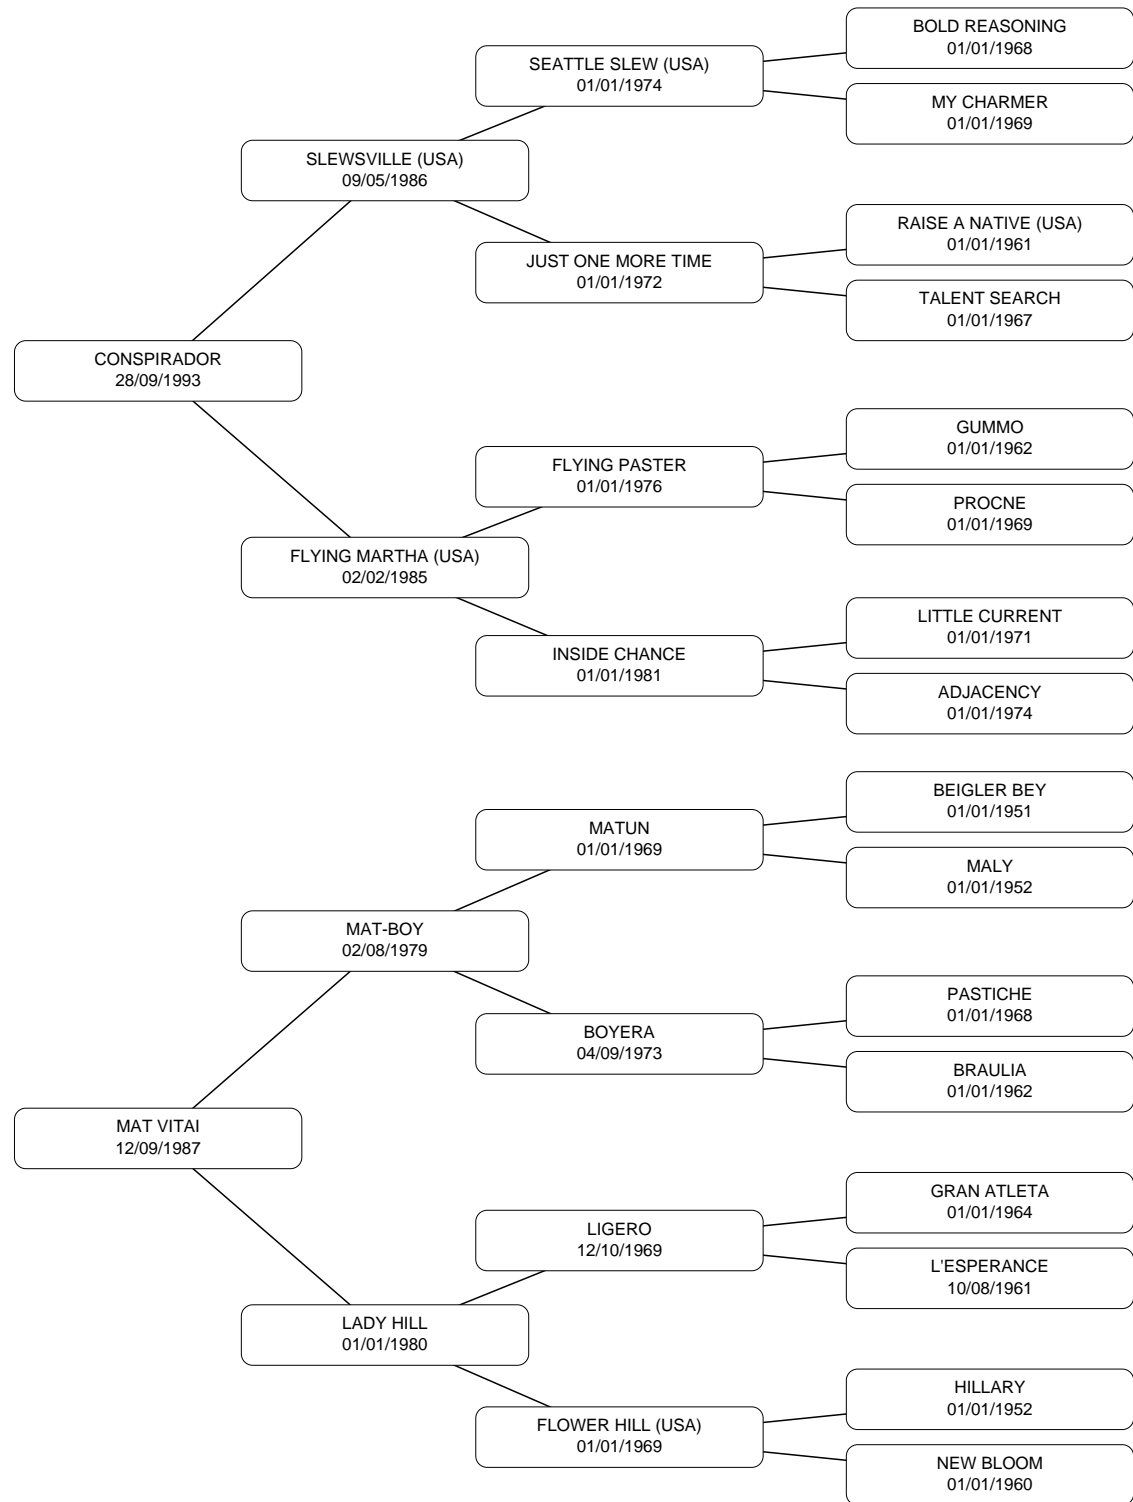 BOLD REASONING
01/01/1968
SEATTLE SLEW (USA)
01/01/1974
MY CHARMER
01/01/1969
SLEWSVILLE (USA)
09/05/1986
RAISE A NATIVE (USA)
01/01/1961
JUST ONE MORE TIME
01/01/1972
TALENT SEARCH
01/01/1967
CONSPIRADOR
28/09/1993
GUMMO
01/01/1962
FLYING PASTER
01/01/1976
PROCNE
01/01/1969
FLYING MARTHA (USA)
02/02/1985
LITTLE CURRENT
01/01/1971
INSIDE CHANCE
01/01/1981
ADJACENCY
01/01/1974
BEIGLER BEY
01/01/1951
MATUN
01/01/1969
MALY
01/01/1952
MAT-BOY
02/08/1979
PASTICHE
01/01/1968
BOYERA
04/09/1973
BRAULIA
01/01/1962
MAT VITAI
12/09/1987
GRAN ATLETA
01/01/1964
LIGERO
12/10/1969
L'ESPERANCE
10/08/1961
LADY HILL
01/01/1980
HILLARY
01/01/1952
FLOWER HILL (USA)
01/01/1969
NEW BLOOM
01/01/1960